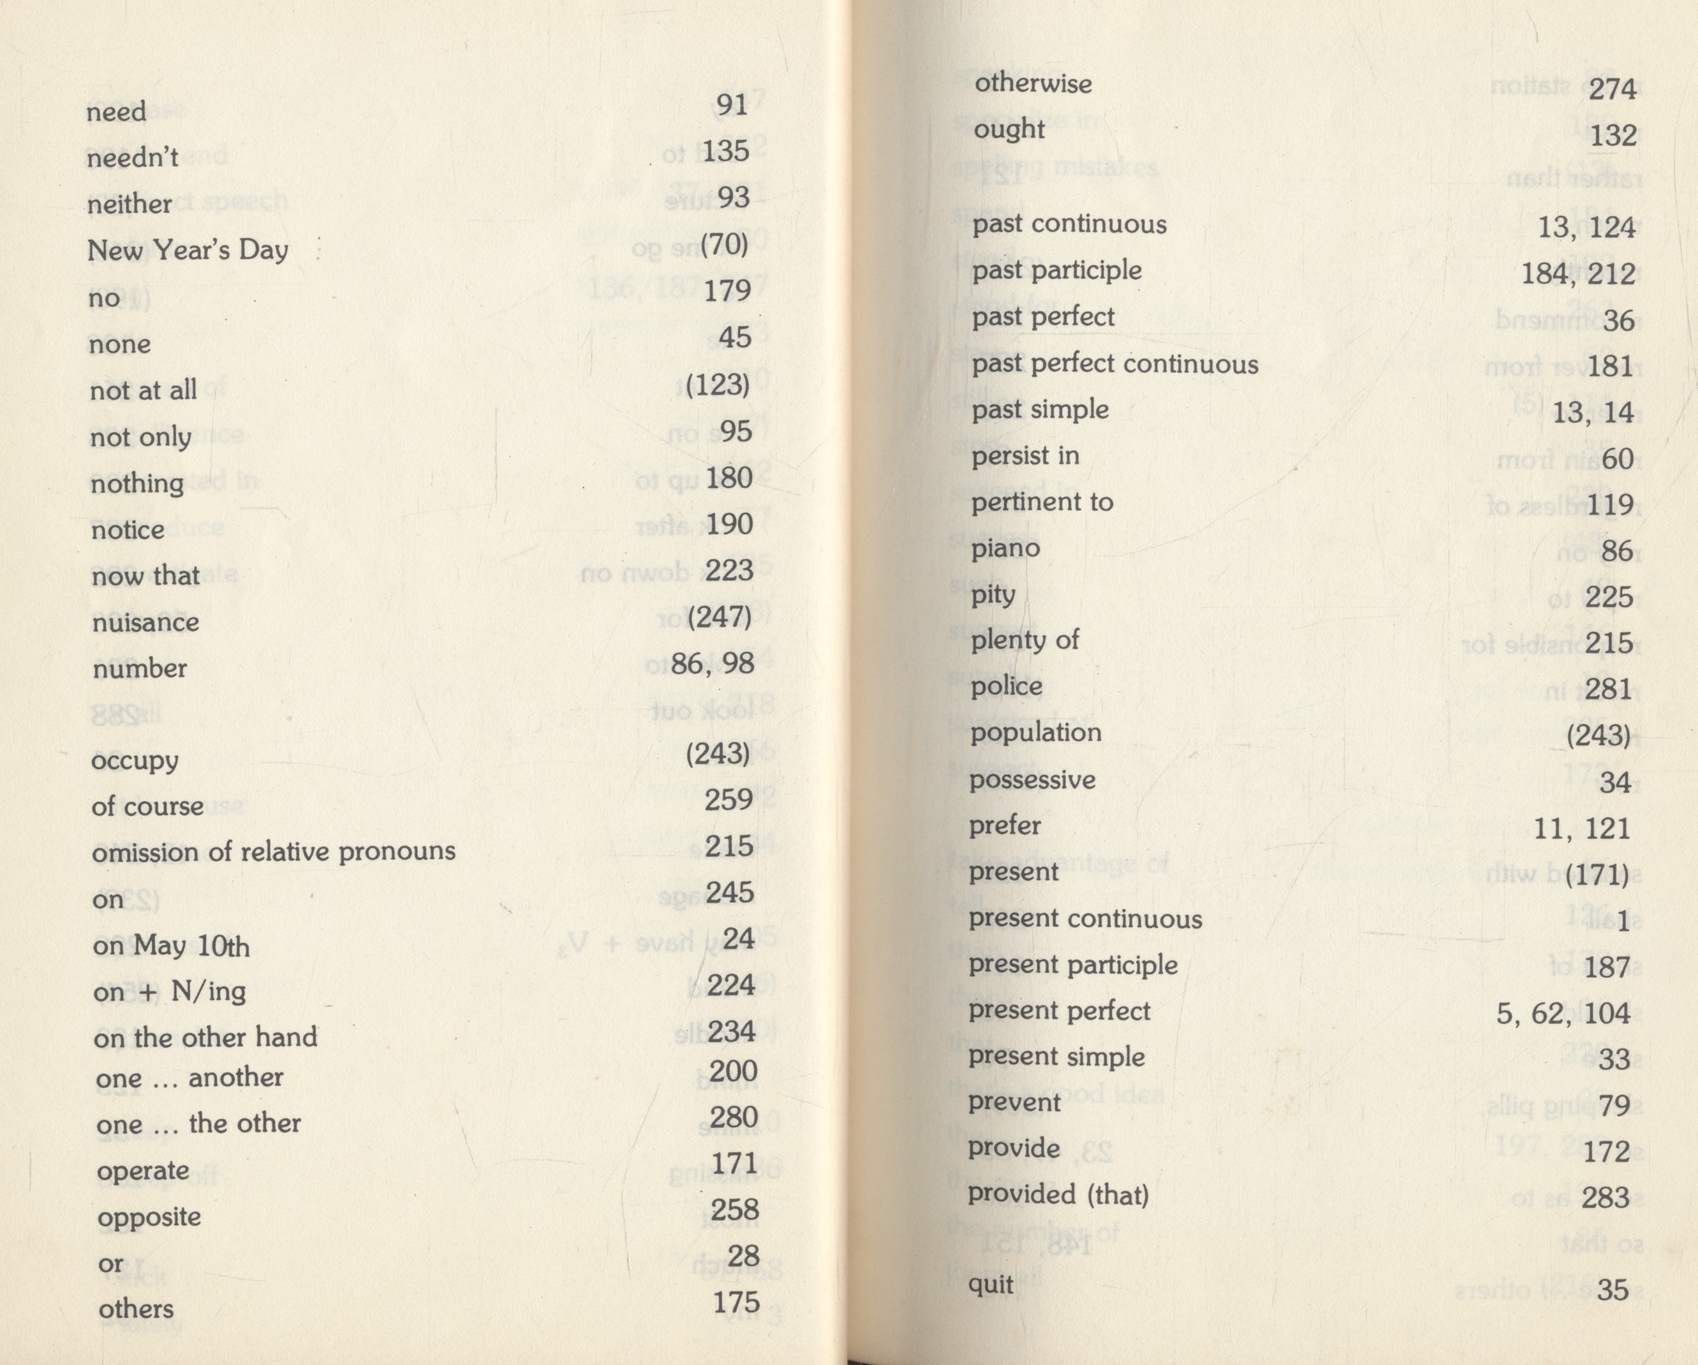 need 91
needn't 135
neither 93
New Year's Day (70)
no 179
none 45
not at all (123)
not only 95
nothing 180
notice 190
now that 223
nuisance (247)
number 86, 98
occupy (243)
of course 259
omission of relative pronouns 215
on 245
on May 10th 24
on + N/ing 224
on the other hand 234
one ... another 200
one ... the other 280
operate 171
opposite 258
or 28
others 175
otherwise 274
ought 132
past continuous 13, 124
past participle 184, 212
past perfect 36
past perfect continuous 181
past simple 13, 14
persist in 60
pertinent to 119
piano 86
pity 225
plenty of 215
police 281
population (243)
possessive 34
prefer 11, 121
present (171)
present continuous 1
present participle 187
present perfect 5, 62, 104
present simple 33
prevent 79
provide 172
provided (that) 283
quit 35